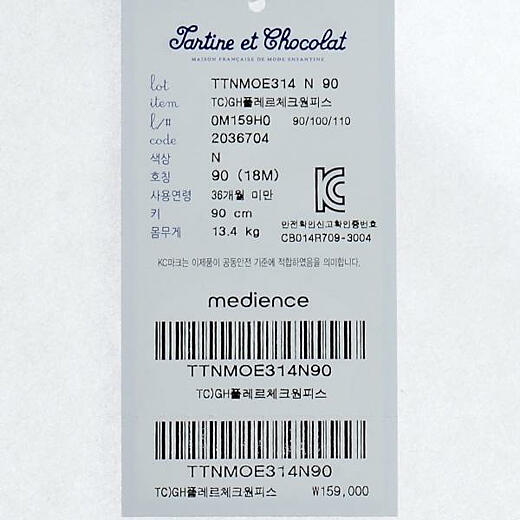 Tartine et Chocolat
MAISON FRANÇAISE DE MODE ENFANTINE
lot TTNMOE314 N 90
item TC)GH플레르체크원피스
l/# 0M159H0 90/100/110
code 2036704
색상 N
호칭 90 (18M)
사용연령 36개월 미만
키 90 cm
몸무게 13.4 kg
안전확인신고확인증번호
CB014R709-3004
KC마크는 이제품이 공통안전 기준에 적합하였음을 의미합니다.
medience
TTNMOE314N90
TC)GH플레르체크원피스
TTNMOE314N90
TC)GH플레르체크원피스 ₩159,000